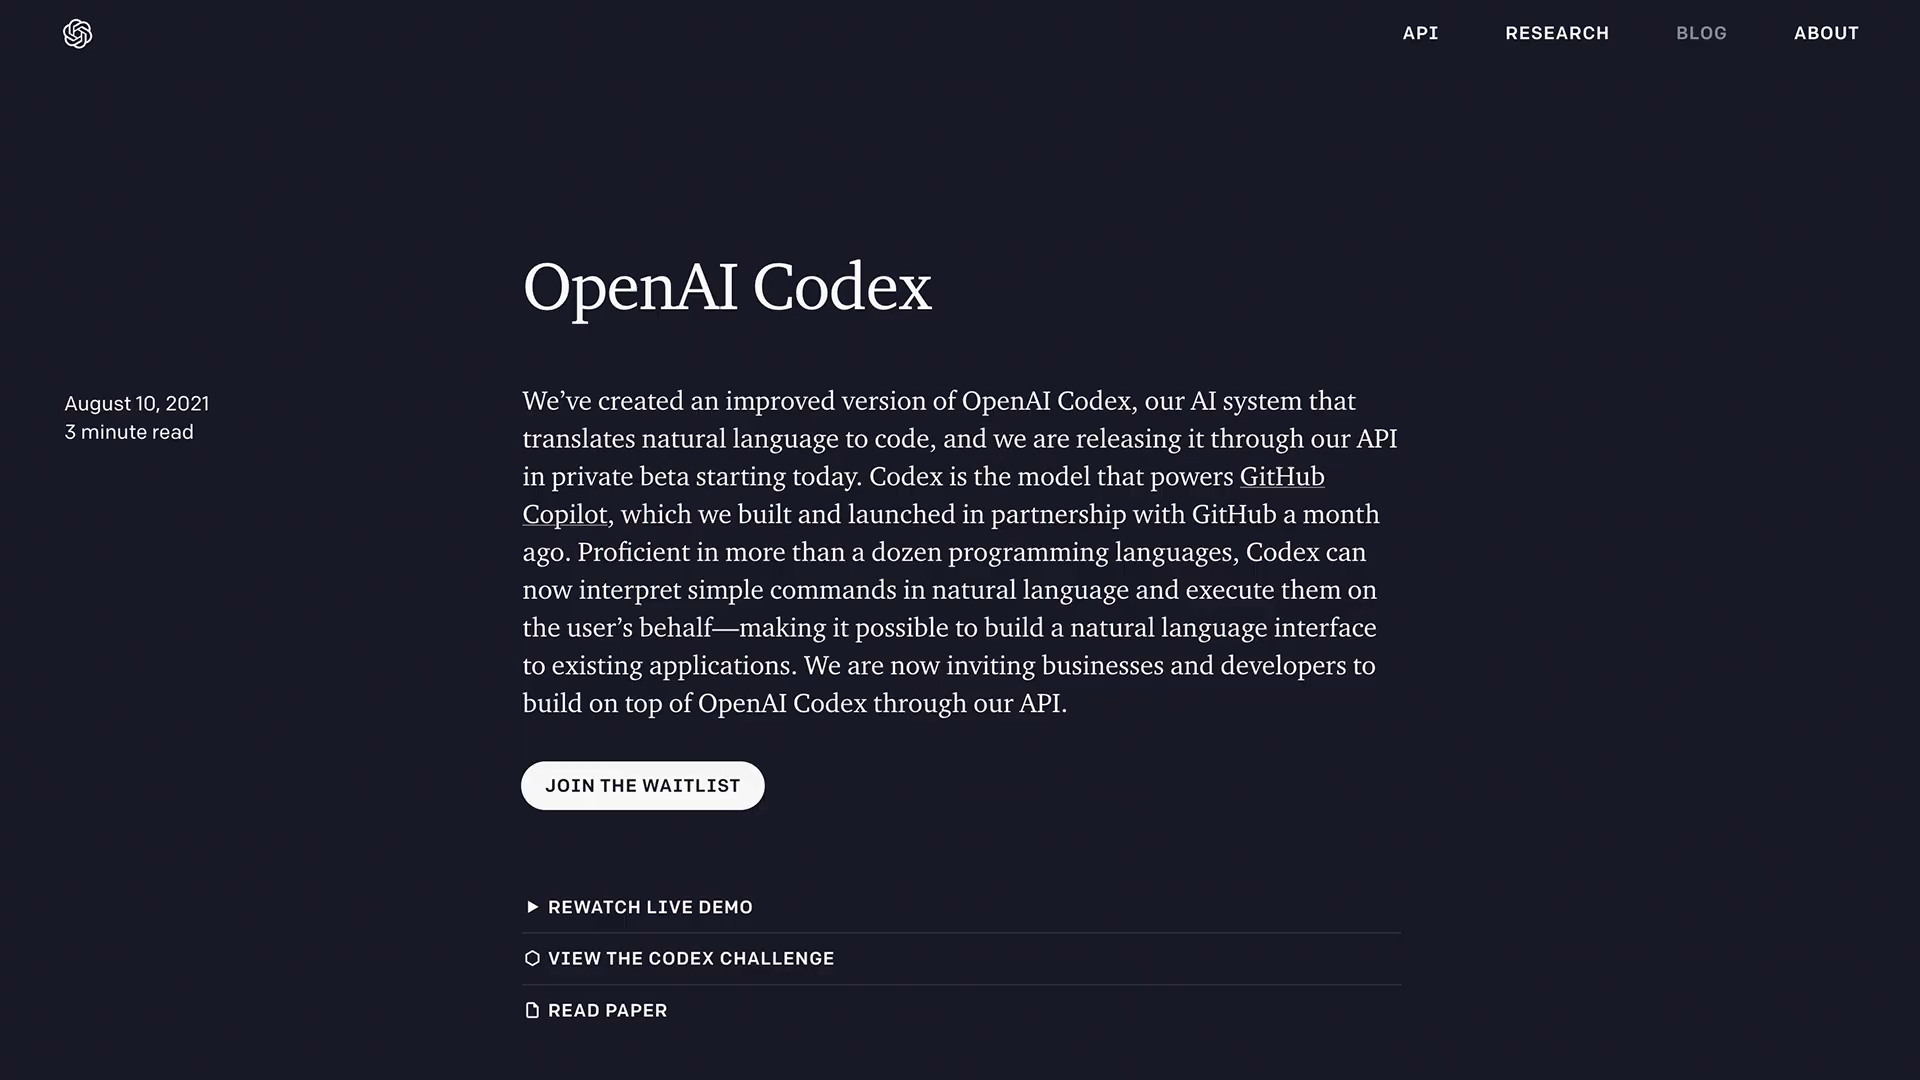 API
RESEARCH
BLOG
ABOUT
OpenAI Codex
August 10, 2021
3 minute read
We’ve created an improved version of OpenAI Codex, our AI system that
translates natural language to code, and we are releasing it through our API
in private beta starting today. Codex is the model that powers GitHub
Copilot, which we built and launched in partnership with GitHub a month
ago. Proficient in more than a dozen programming languages, Codex can
now interpret simple commands in natural language and execute them on
the user’s behalf—making it possible to build a natural language interface
to existing applications. We are now inviting businesses and developers to
build on top of OpenAI Codex through our API.
JOIN THE WAITLIST
REWATCH LIVE DEMO
VIEW THE CODEX CHALLENGE
READ PAPER